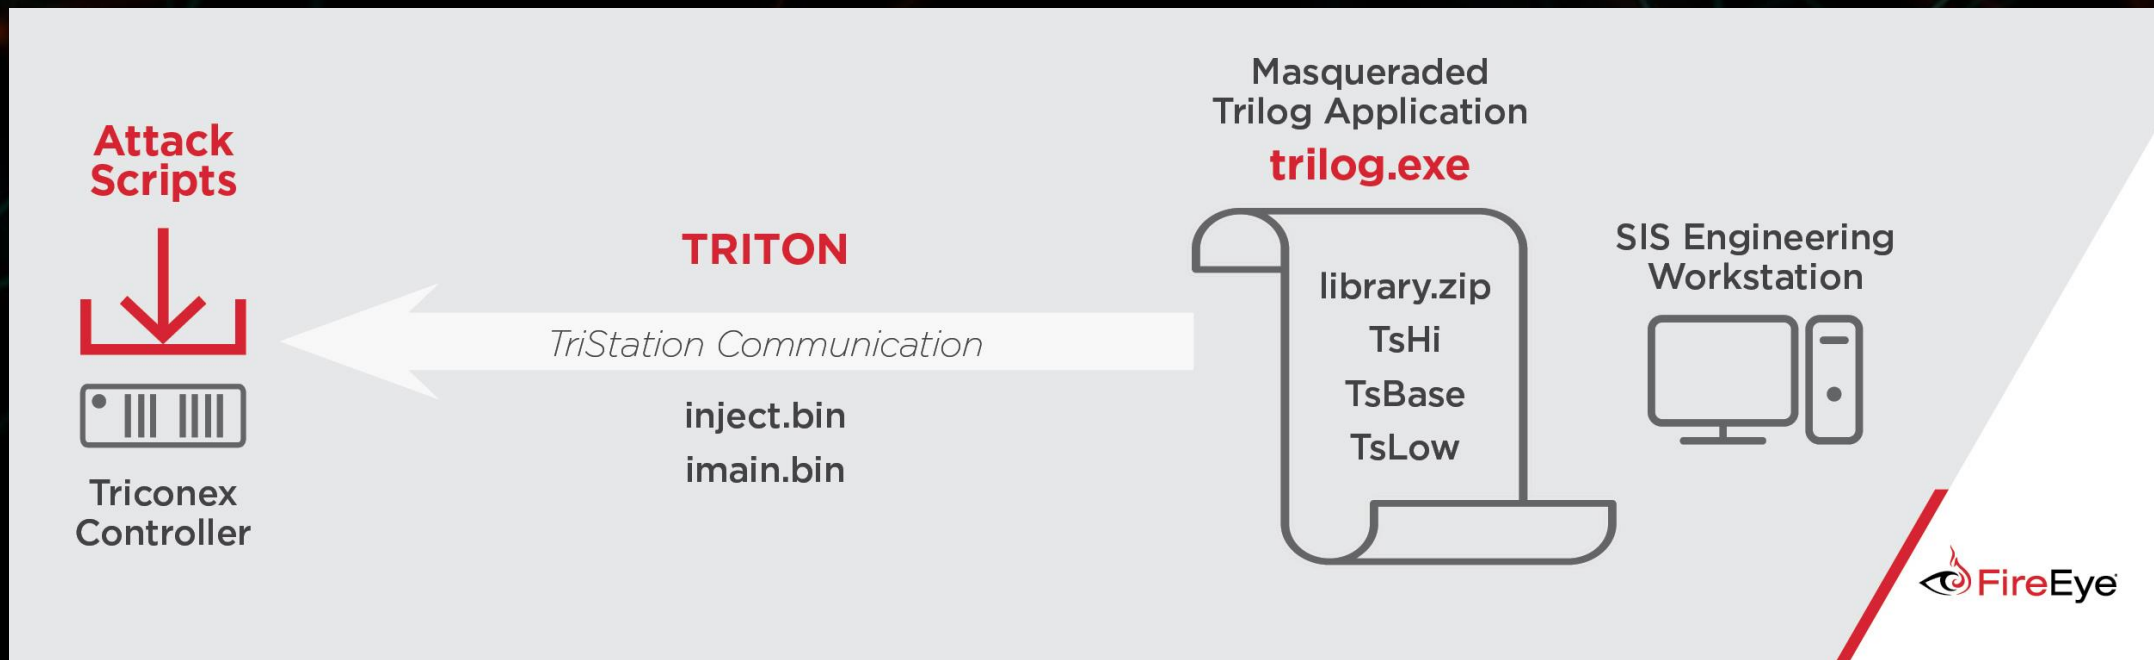 Attack
Scripts
Triconex
Controller
TRITON
TriStation Communication
inject.bin
imain.bin
Masqueraded
Trilog Application
trilog.exe
library.zip
TsHi
TsBase
TsLow
SIS Engineering
Workstation
FireEye